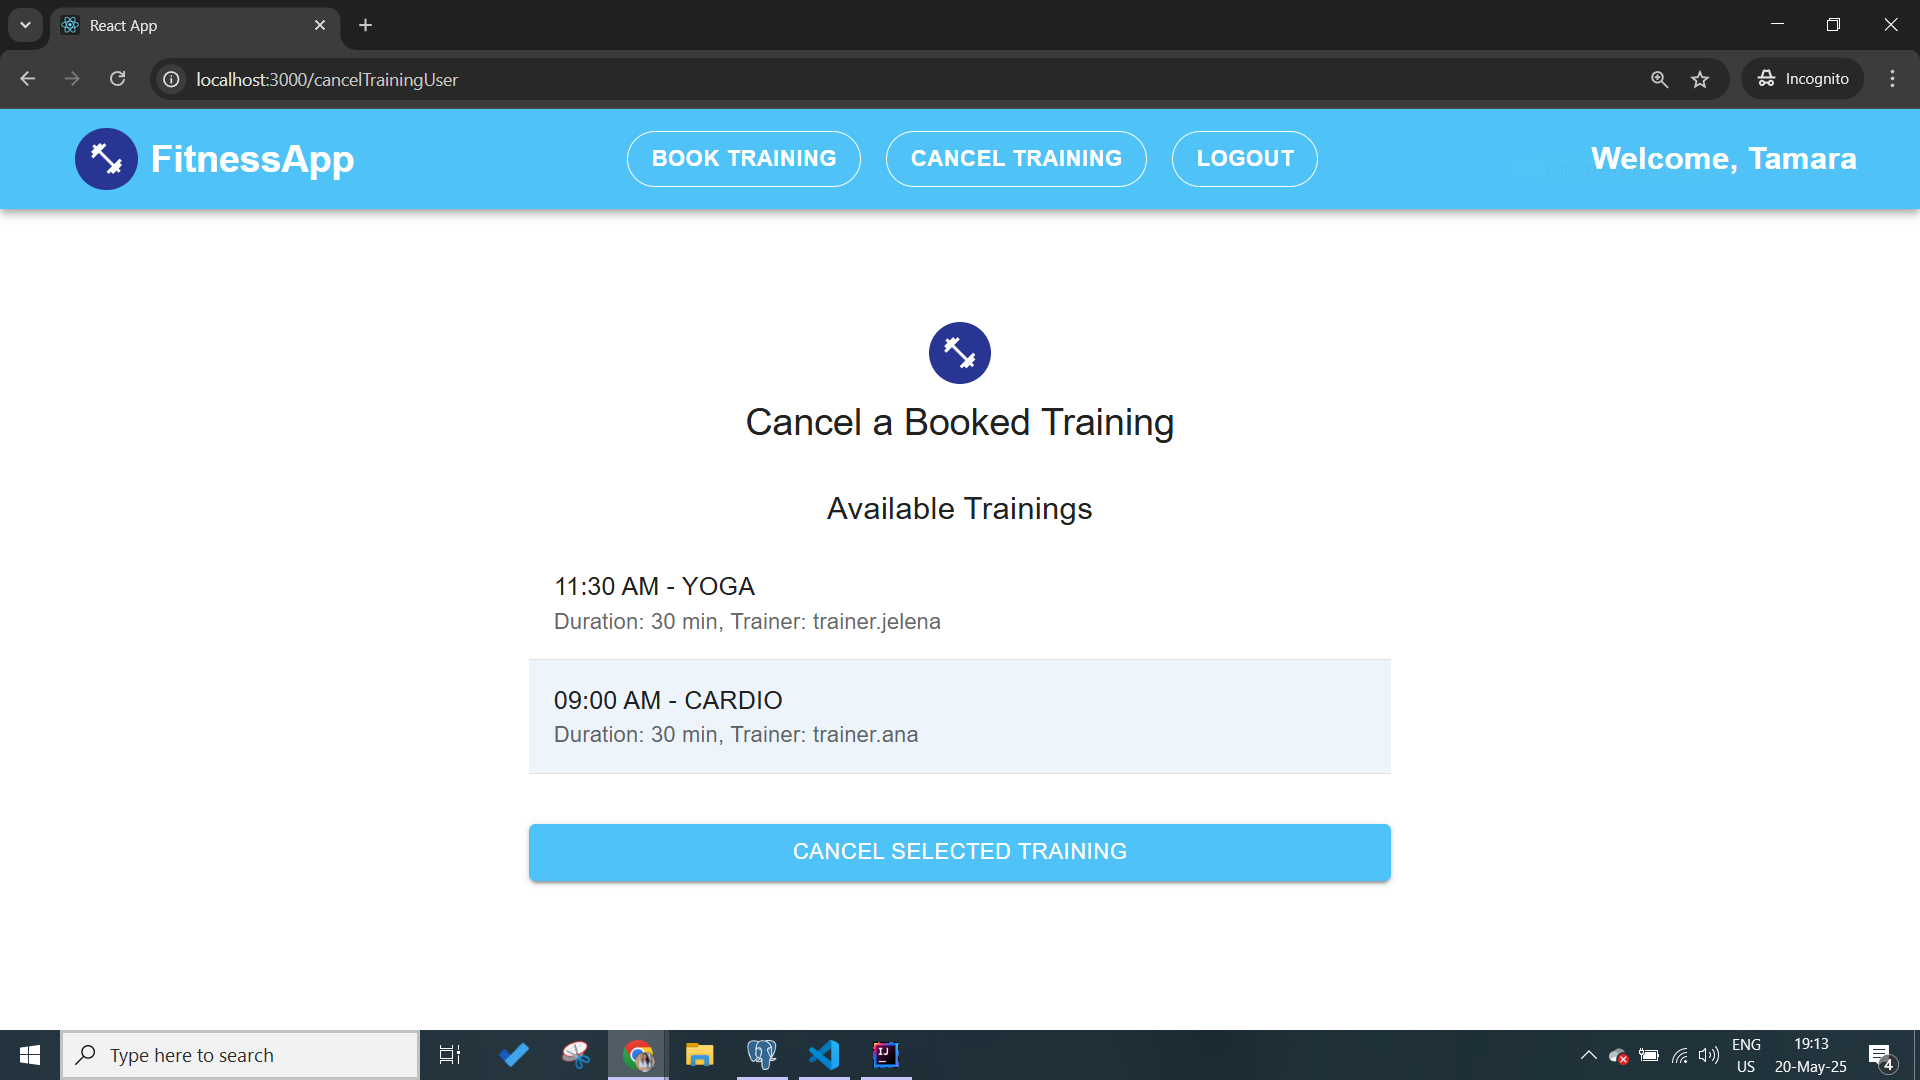 React App
localhost:3000/cancelTrainingUser
Incognito
FitnessApp
BOOK TRAINING
CANCEL TRAINING
LOGOUT
Welcome, Tamara
Cancel a Booked Training
Available Trainings
11:30 AM - YOGA
Duration: 30 min, Trainer: trainer.jelena
09:00 AM - CARDIO
Duration: 30 min, Trainer: trainer.ana
CANCEL SELECTED TRAINING
Type here to search
IJ
ENG
US
19:13
20-May-25
4